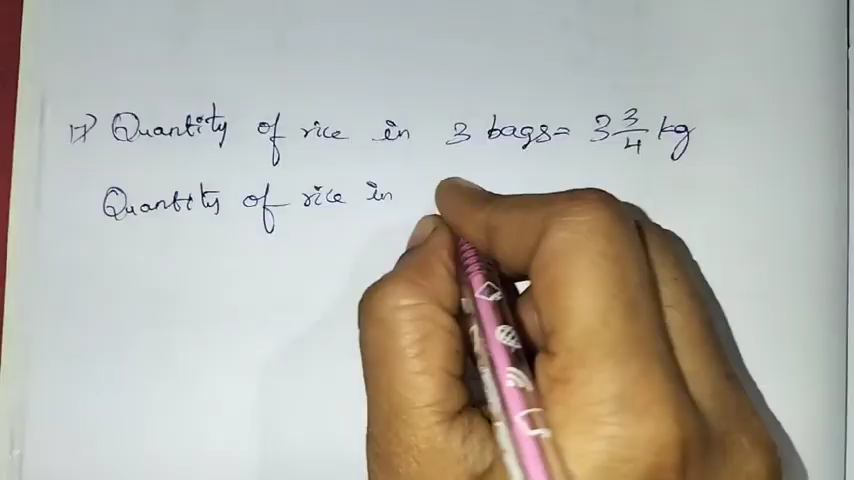 17) Quantity of rice in 3 bags = 3 3/4 kg
Quantity of rice in